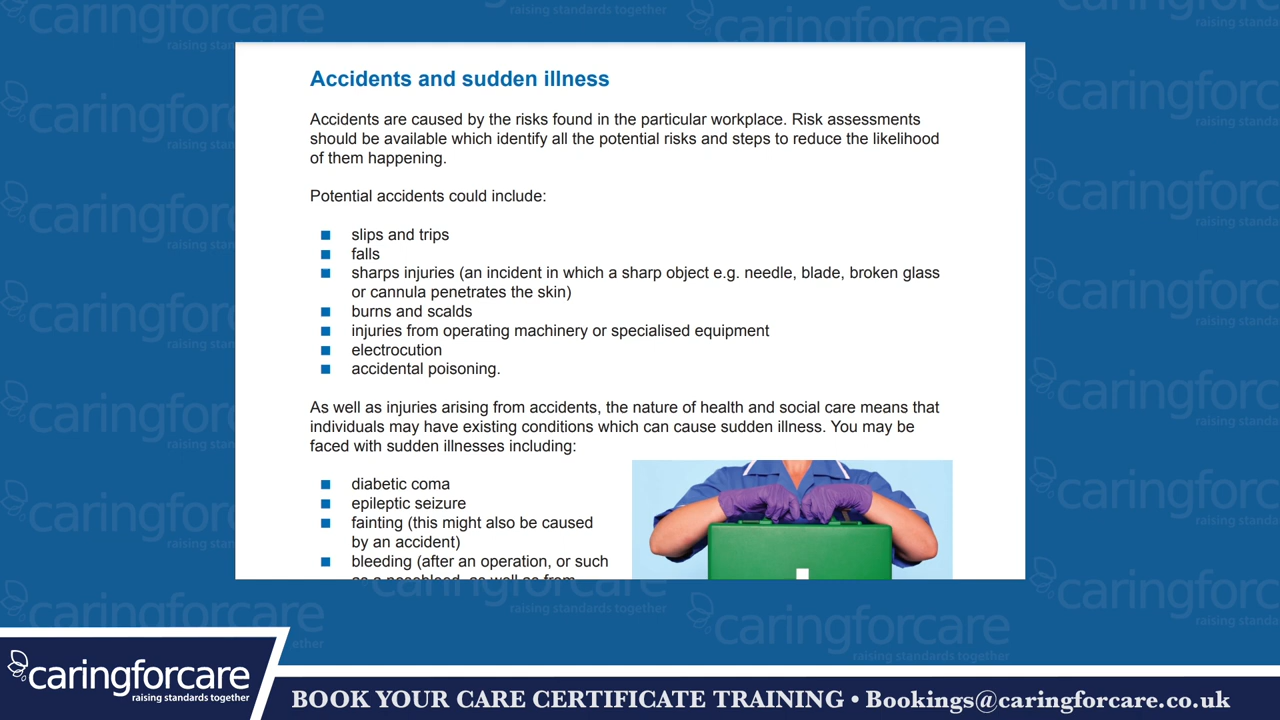 Accidents and sudden illness
Accidents are caused by the risks found in the particular workplace. Risk assessments
should be available which identify all the potential risks and steps to reduce the likelihood
of them happening.
Potential accidents could include:
slips and trips
falls
sharps injuries (an incident in which a sharp object e.g. needle, blade, broken glass
or cannula penetrates the skin)
burns and scalds
injuries from operating machinery or specialised equipment
electrocution
accidental poisoning.
As well as injuries arising from accidents, the nature of health and social care means that
individuals may have existing conditions which can cause sudden illness. You may be
faced with sudden illnesses including:
diabetic coma
epileptic seizure
fainting (this might also be caused
by an accident)
bleeding (after an operation, or such
as a nosebleed, as well as from
caringforcare
raising standards together
BOOK YOUR CARE CERTIFICATE TRAINING • Bookings@caringforcare.co.uk